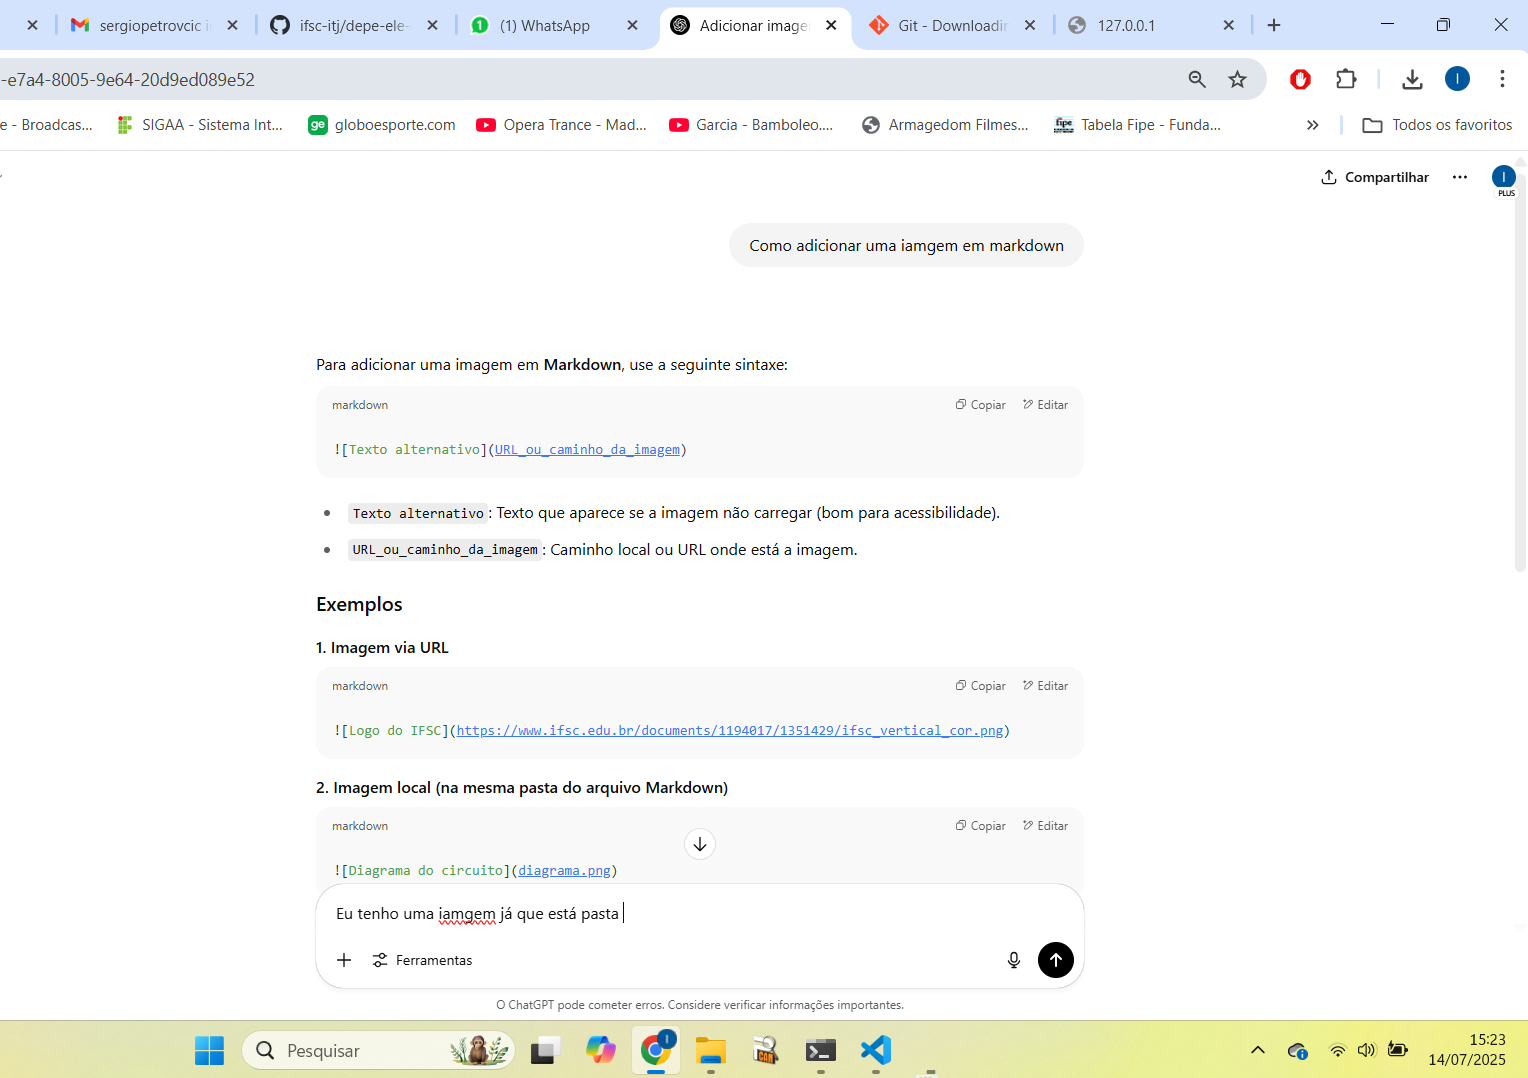 sergiopetrovcic i
ifsc-itj/depe-ele-
(1) WhatsApp
Adicionar image
Git - Downloadin
127.0.0.1
-e7a4-8005-9e64-20d9ed089e52
I
e - Broadcas...
SIGAA - Sistema Int...
ge globoesporte.com
Opera Trance - Mad...
Garcia - Bamboleo....
Armagedom Filmes...
fipe Tabela Fipe - Funda...
Todos os favoritos
Compartilhar
I
PLUS
Como adicionar uma iamgem em markdown
Para adicionar uma imagem em Markdown, use a seguinte sintaxe:
markdown
Copiar
Editar
![Texto alternativo](URL_ou_caminho_da_imagem)
• Texto alternativo: Texto que aparece se a imagem não carregar (bom para acessibilidade).
• URL_ou_caminho_da_imagem: Caminho local ou URL onde está a imagem.
Exemplos
1. Imagem via URL
markdown
Copiar
Editar
![Logo do IFSC](https://www.ifsc.edu.br/documents/1194017/1351429/ifsc_vertical_cor.png)
2. Imagem local (na mesma pasta do arquivo Markdown)
markdown
Copiar
Editar
![Diagrama do circuito](diagrama.png)
Eu tenho uma iamgem já que está pasta
Ferramentas
O ChatGPT pode cometer erros. Considere verificar informações importantes.
Pesquisar
I
CAN
15:23
14/07/2025